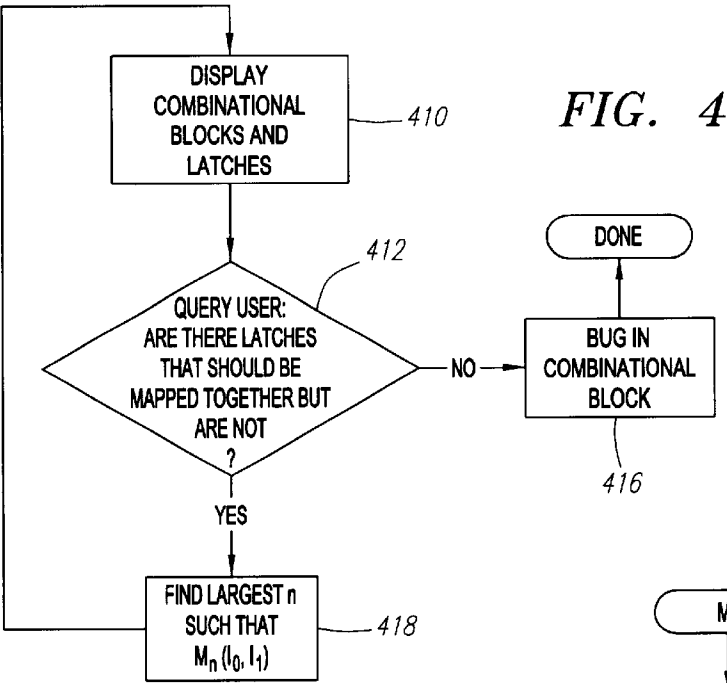 DISPLAY
COMBINATIONAL
BLOCKS AND
LATCHES
410
FIG. 4
412
QUERY USER:
ARE THERE LATCHES
THAT SHOULD BE
MAPPED TOGETHER BUT
ARE NOT
?
NO
DONE
BUG IN
COMBINATIONAL
BLOCK
416
YES
FIND LARGEST n
SUCH THAT
Mn (l0, l1)
418
M